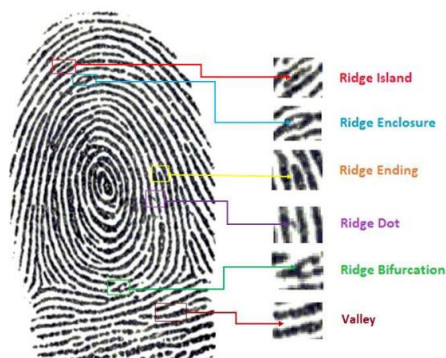 Ridge Island
Ridge Enclosure
Ridge Ending
Ridge Dot
Ridge Bifurcation
Valley